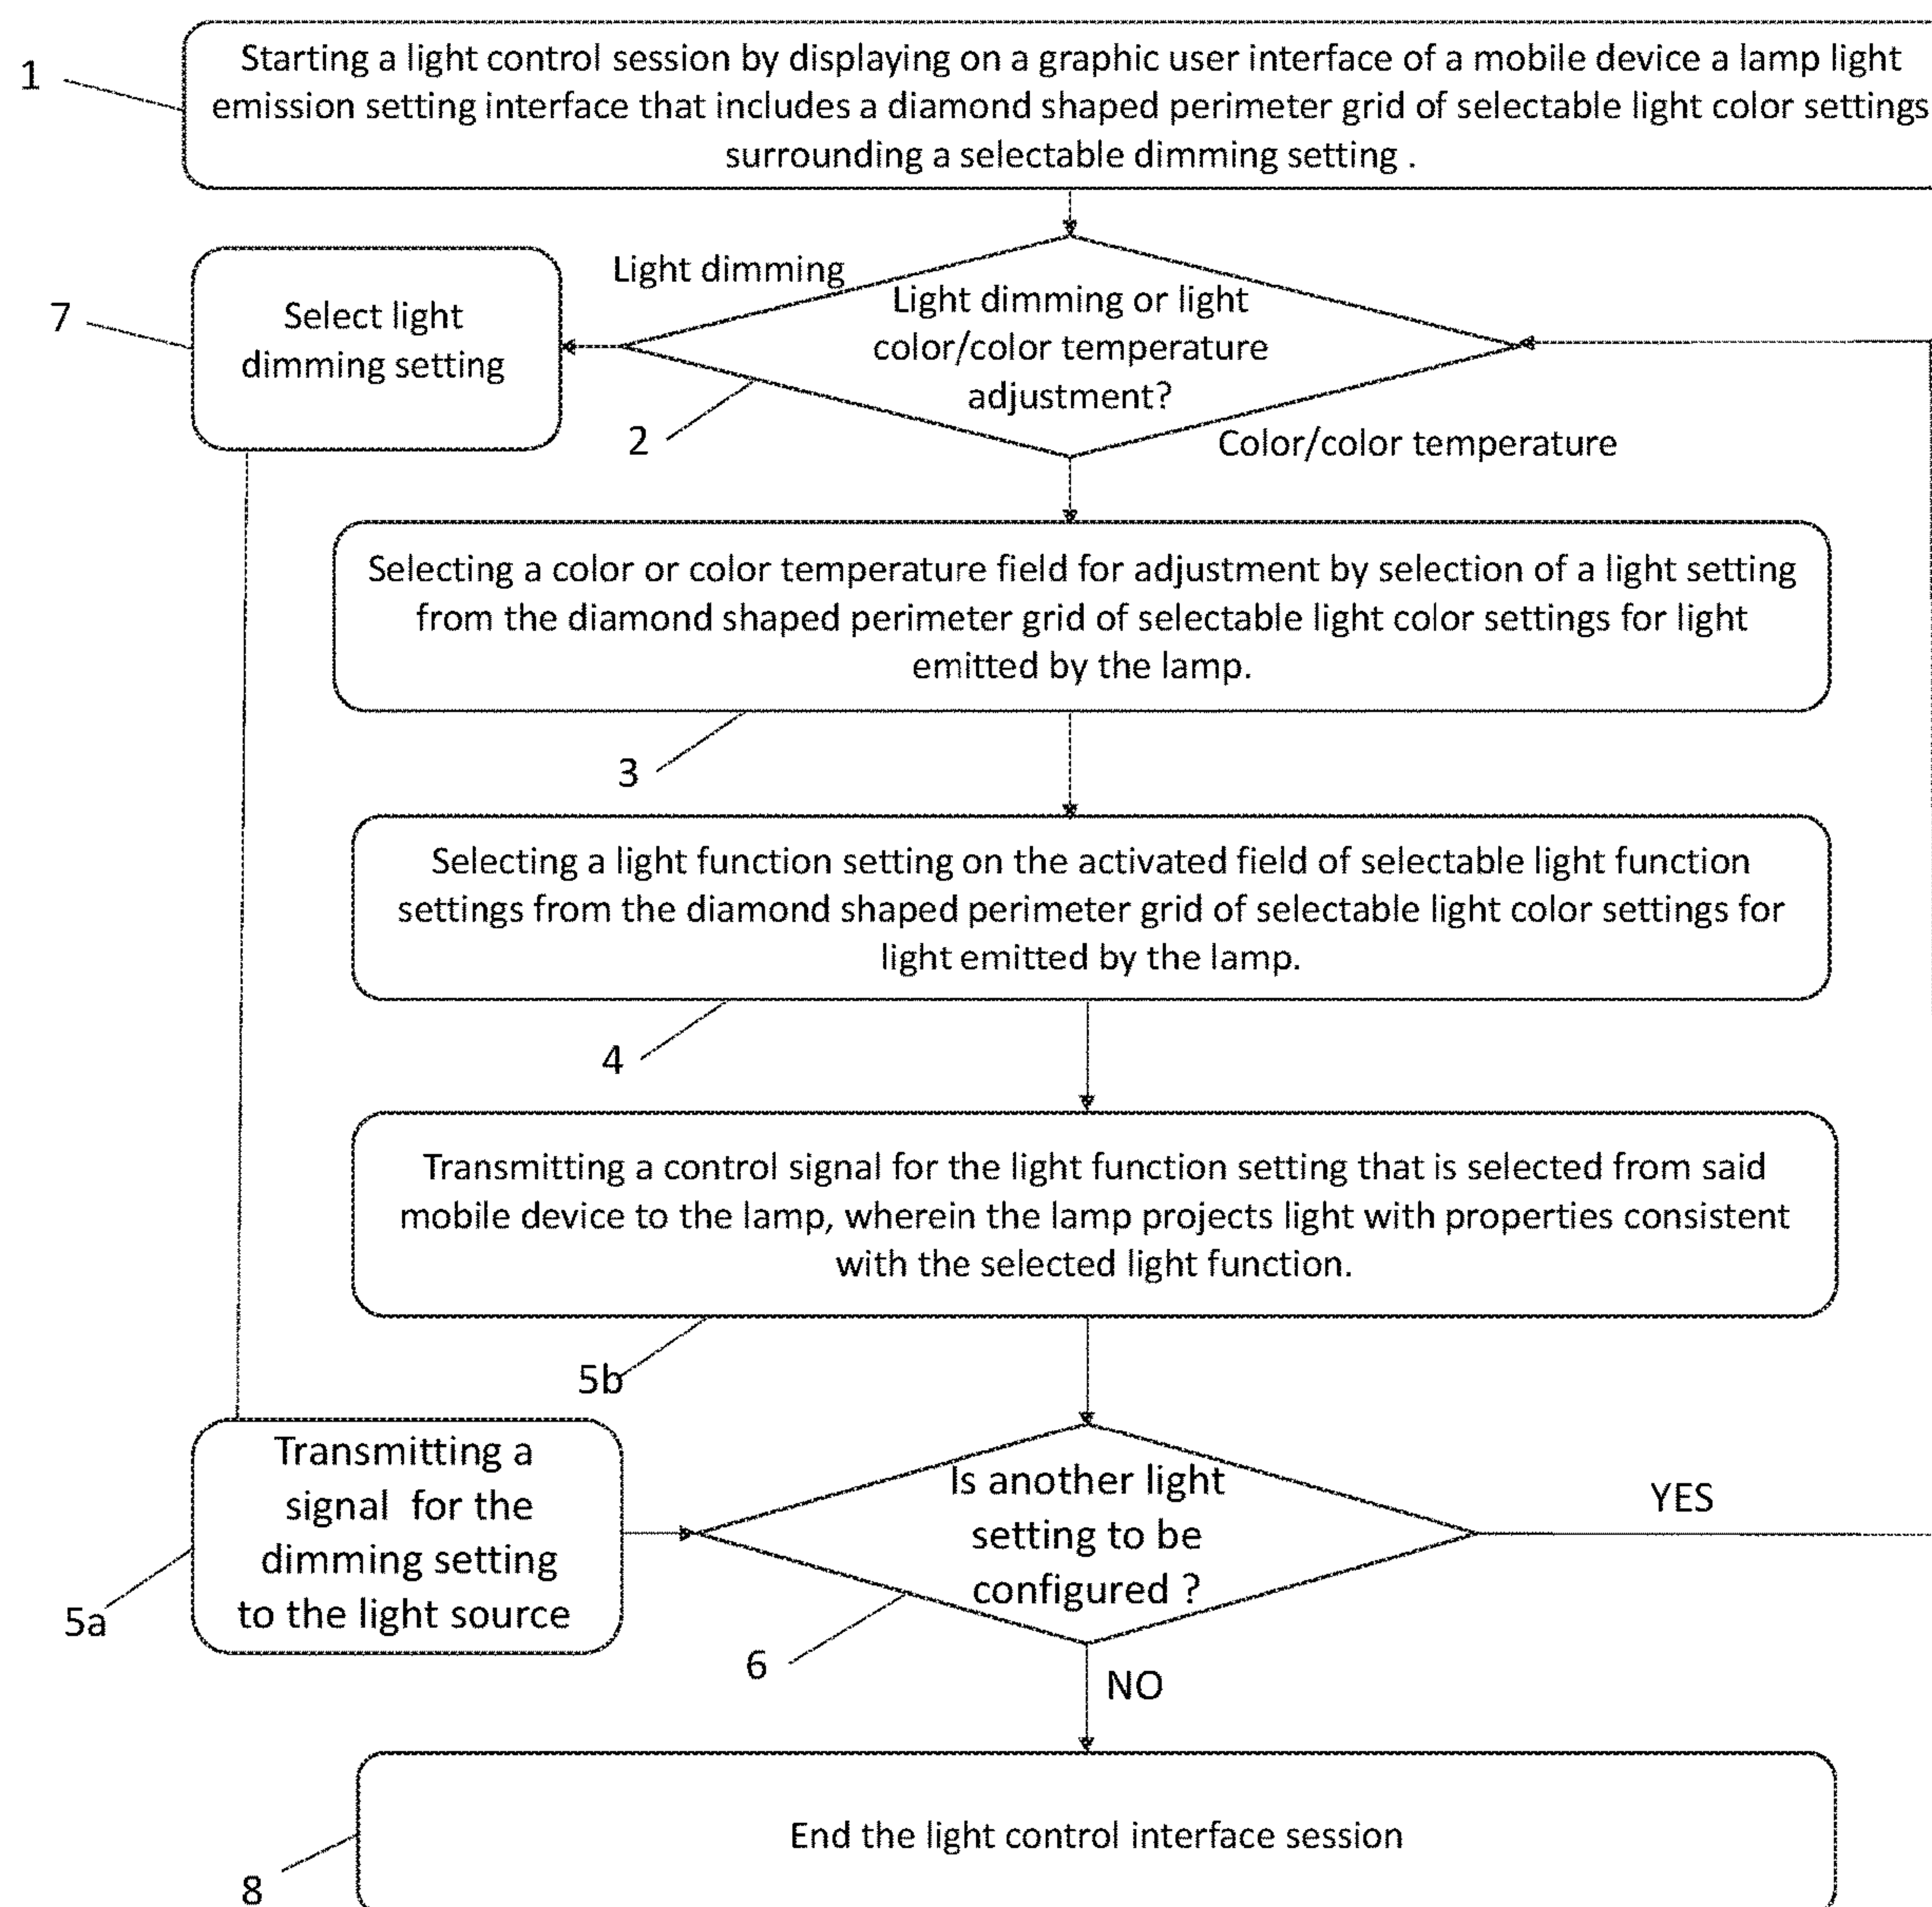 1
Starting a light control session by displaying on a graphic user interface of a mobile device a lamp light
emission setting interface that includes a diamond shaped perimeter grid of selectable light color settings
surrounding a selectable dimming setting .
7
Select light
dimming setting
Light dimming
Light dimming or light
color/color temperature
adjustment?
2
Color/color temperature
Selecting a color or color temperature field for adjustment by selection of a light setting
from the diamond shaped perimeter grid of selectable light color settings for light
emitted by the lamp.
3
Selecting a light function setting on the activated field of selectable light function
settings from the diamond shaped perimeter grid of selectable light color settings for
light emitted by the lamp.
4
Transmitting a control signal for the light function setting that is selected from said
mobile device to the lamp, wherein the lamp projects light with properties consistent
with the selected light function.
5b
Transmitting a
signal for the
dimming setting
to the light source
5a
Is another light
setting to be
configured ?
6
YES
NO
End the light control interface session
8